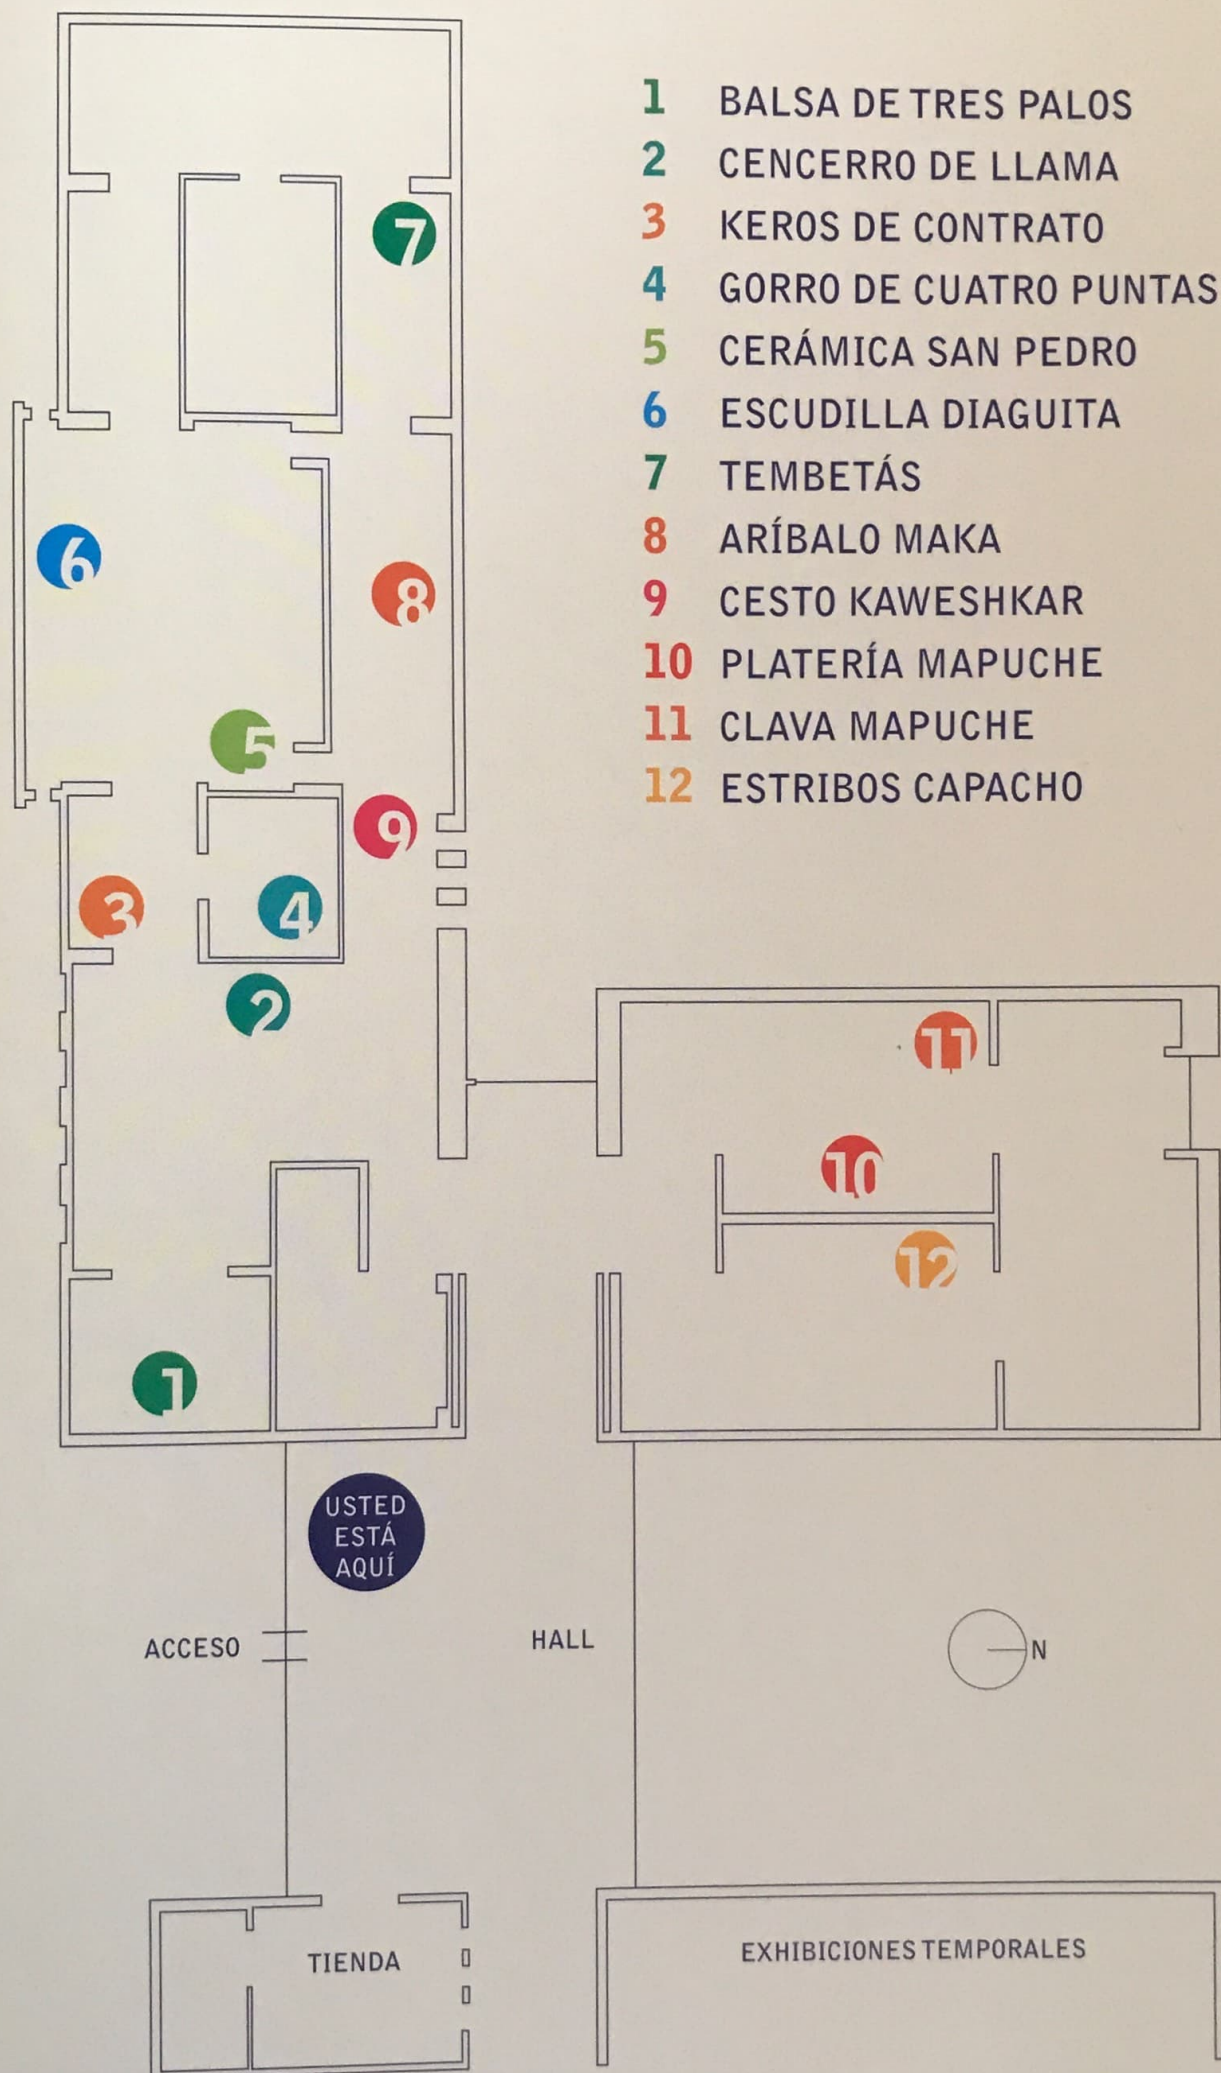 1 BALSA DE TRES PALOS
2 CENCERRO DE LLAMA
3 KEROS DE CONTRATO
4 GORRO DE CUATRO PUNTAS
5 CERÁMICA SAN PEDRO
6 ESCUDILLA DIAGUITA
7 TEMBETÁS
8 ARÍBALO MAKA
9 CESTO KAWESHKAR
10 PLATERÍA MAPUCHE
11 CLAVA MAPUCHE
12 ESTRIBOS CAPACHO
7
6
8
5
9
3
4
2
11
10
12
1
USTED
ESTÁ
AQUÍ
ACCESO
HALL
N
TIENDA
EXHIBICIONES TEMPORALES